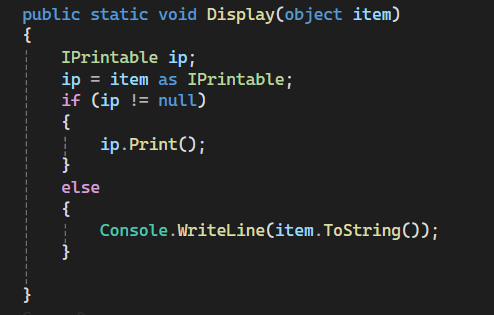 public static void Display(object item)
{
    IPrintable ip;
    ip = item as IPrintable;
    if (ip != null)
    {
        ip.Print();
    }
    else
    {
        Console.WriteLine(item.ToString());
    }
}